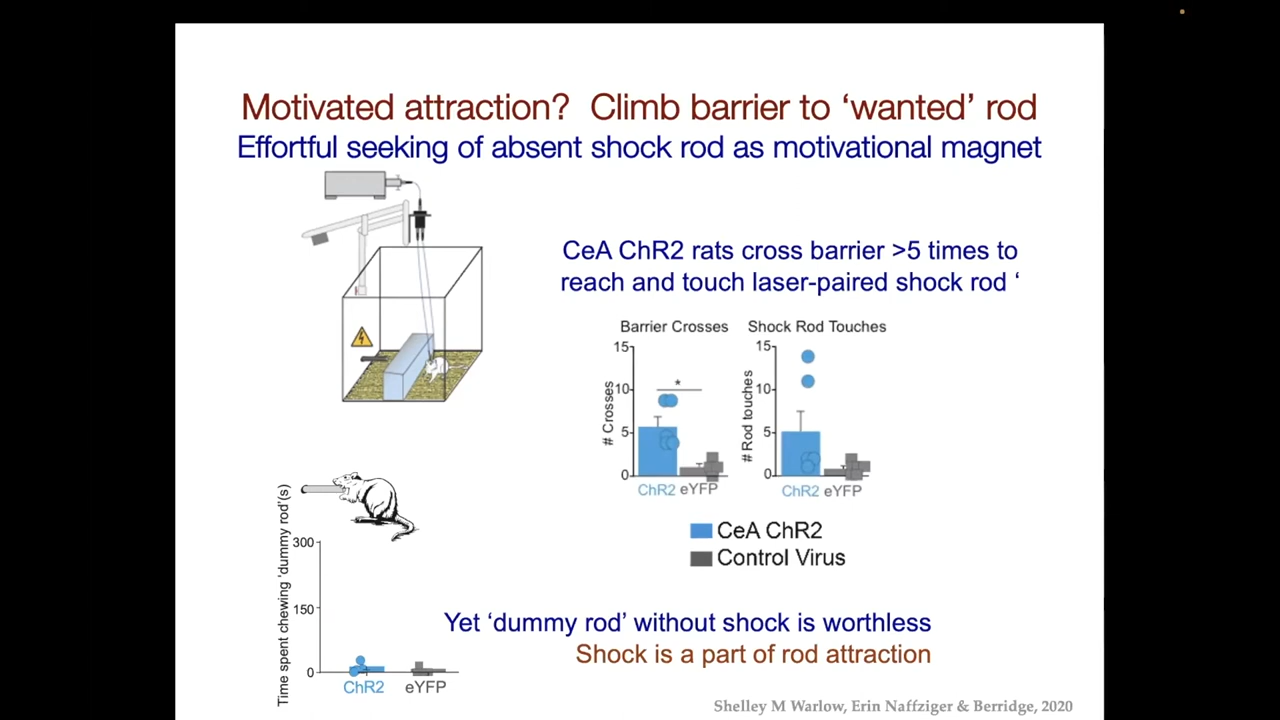 Motivated attraction? Climb barrier to ‘wanted’ rod
Effortful seeking of absent shock rod as motivational magnet
CeA ChR2 rats cross barrier >5 times to
reach and touch laser-paired shock rod ‘
Barrier Crosses
# Crosses
15
10
5
0
*
ChR2 eYFP
Shock Rod Touches
# Rod touches
15
10
5
0
ChR2 eYFP
CeA ChR2
Control Virus
Time spent chewing ‘dummy rod’(s)
300
150
0
ChR2 eYFP
Yet ‘dummy rod’ without shock is worthless
Shock is a part of rod attraction
Shelley M Warlow, Erin Naffziger & Berridge, 2020